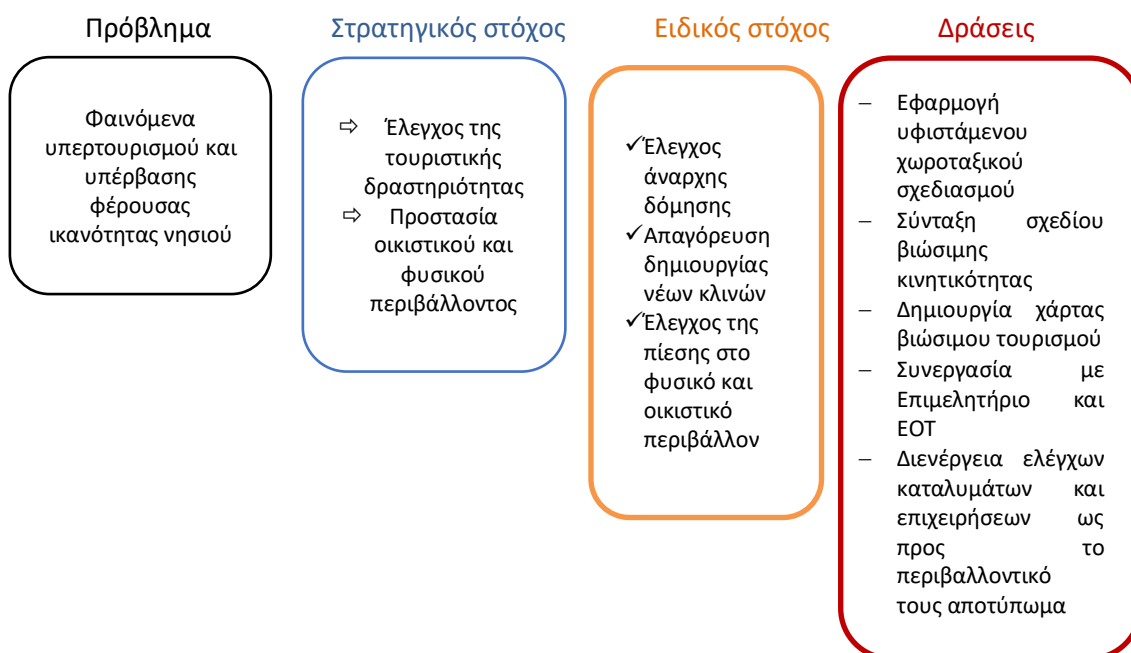 Πρόβλημα
Φαινόμενα
υπερτουρισμού και
υπέρβασης
φέρουσας
ικανότητας νησιού
Στρατηγικός στόχος
⇨ Έλεγχος της
τουριστικής
δραστηριότητας
⇨ Προστασία
οικιστικού και
φυσικού
περιβάλλοντος
Ειδικός στόχος
✓Έλεγχος
άναρχης
δόμησης
✓Απαγόρευση
δημιουργίας
νέων κλινών
✓Έλεγχος της
πίεσης στο
φυσικό και
οικιστικό
περιβάλλον
Δράσεις
− Εφαρμογή
υφιστάμενου
χωροταξικού
σχεδιασμού
− Σύνταξη σχεδίου
βιώσιμης
κινητικότητας
− Δημιουργία χάρτας
βιώσιμου τουρισμού
− Συνεργασία με
Επιμελητήριο και
ΕΟΤ
− Διενέργεια ελέγχων
καταλυμάτων και
επιχειρήσεων ως
προς το
περιβαλλοντικό
τους αποτύπωμα